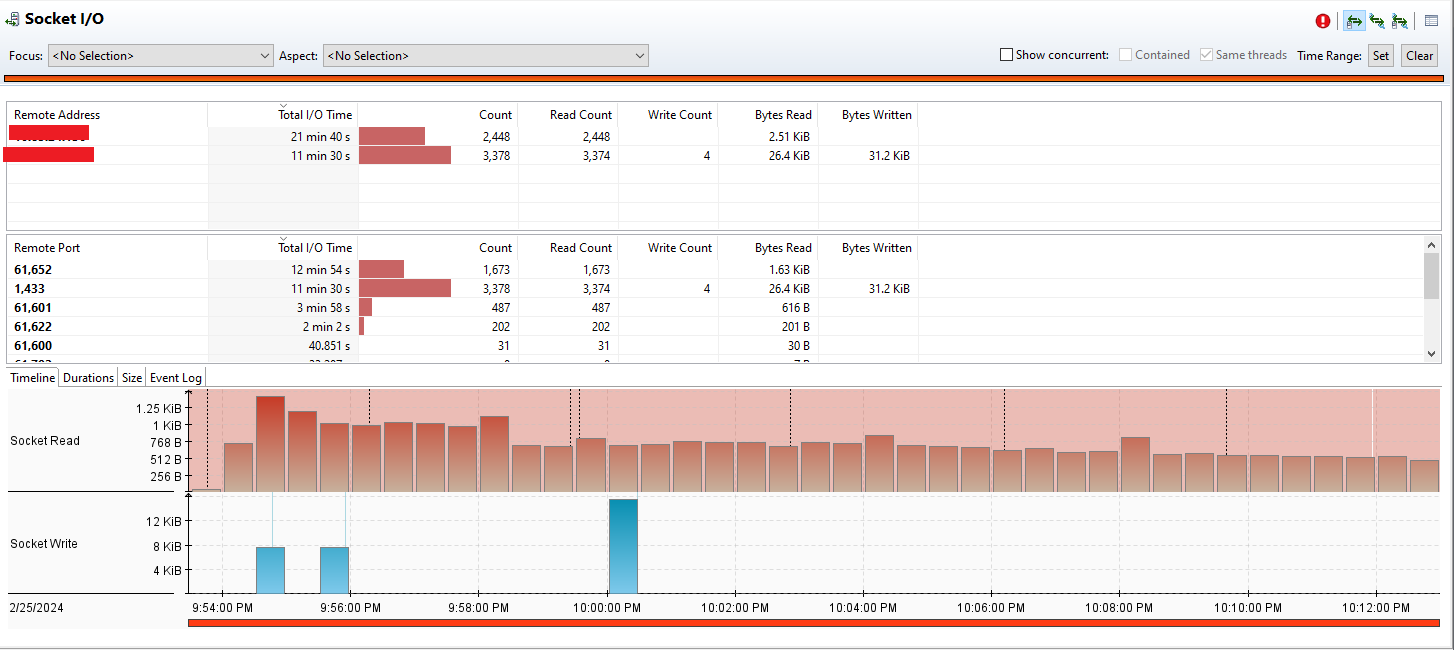 Socket I/O
Focus: <No Selection> Aspect: <No Selection> Show concurrent: Contained Same threads Time Range: Set Clear
Remote Address Total I/O Time Count Read Count Write Count Bytes Read Bytes Written
21 min 40 s 2,448 2,448 2.51 KiB
11 min 30 s 3,378 3,374 4 26.4 KiB 31.2 KiB
Remote Port Total I/O Time Count Read Count Write Count Bytes Read Bytes Written
61,652 12 min 54 s 1,673 1,673 1.63 KiB
1,433 11 min 30 s 3,378 3,374 4 26.4 KiB 31.2 KiB
61,601 3 min 58 s 487 487 616 B
61,622 2 min 2 s 202 202 201 B
61,600 40.851 s 31 31 30 B
Timeline Durations Size Event Log
1.25 KiB
1 KiB
Socket Read 768 B
512 B
256 B
12 KiB
Socket Write 8 KiB
4 KiB
2/25/2024 9:54:00 PM 9:56:00 PM 9:58:00 PM 10:00:00 PM 10:02:00 PM 10:04:00 PM 10:06:00 PM 10:08:00 PM 10:10:00 PM 10:12:00 PM